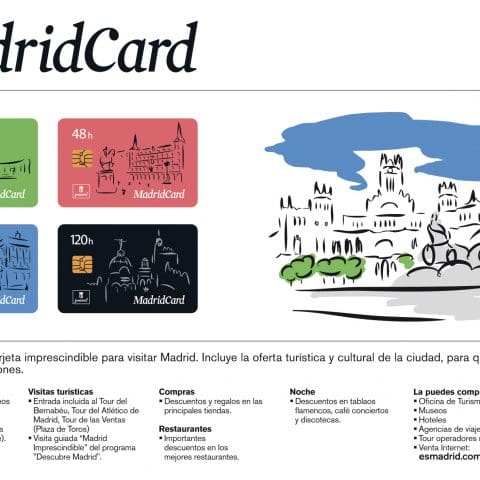 dridCard
48h
MadridCard
MadridCard
120h
MadridCard
rjeta imprescindible para visitar Madrid. Incluye la oferta turística y cultural de la ciudad, para q
ones.
Visitas turísticas
• Entrada incluida al Tour del
Bernabéu, Tour del Atlético de
Madrid, Tour de las Ventas
(Plaza de Toros)
• Visita guiada “Madrid
Imprescindible” del programa
"Descubre Madrid".
Compras
• Descuentos y regalos en las
principales tiendas.
Restaurantes
• Importantes
descuentos en los
mejores restaurantes.
Noche
• Descuentos en tablaos
flamencos, café conciertos
y discotecas.
La puedes comp
• Oficina de Turism
• Museos
• Hoteles
• Agencias de viaje
• Tour operadores
• Venta Internet:
esmadrid.com